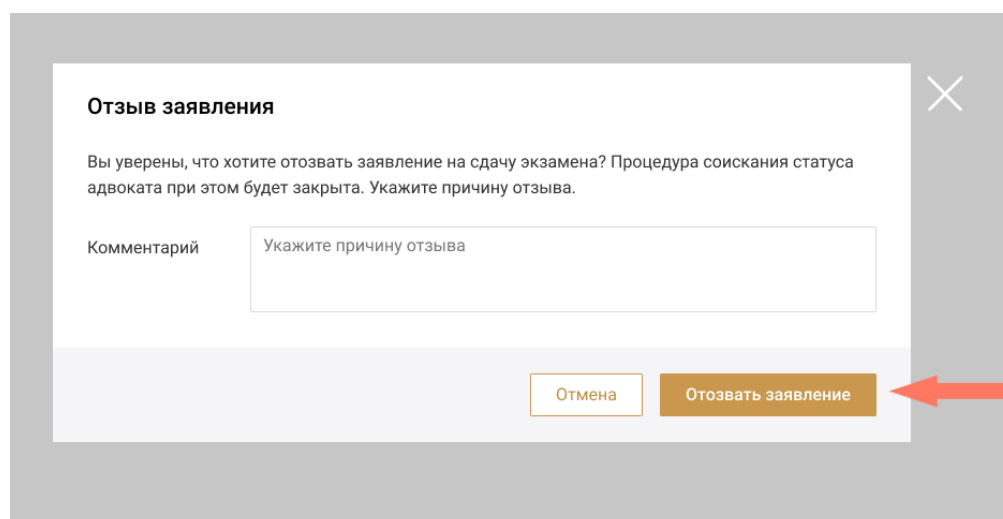 Отзыв заявления
Вы уверены, что хотите отозвать заявление на сдачу экзамена? Процедура соискания статуса
адвоката при этом будет закрыта. Укажите причину отзыва.
Комментарий
Укажите причину отзыва
Отмена
Отозвать заявление